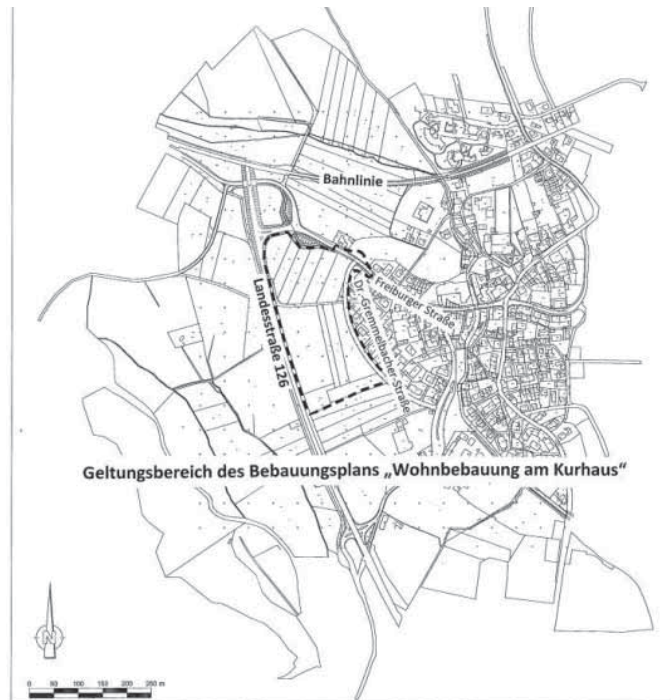 Bahnlinie
Freiburger Straße
Dr.-Gremmelbacher-Straße
Landesstraße 126
Geltungsbereich des Bebauungsplans „Wohnbebauung am Kurhaus“
N
0 50 100 150 200 250 m